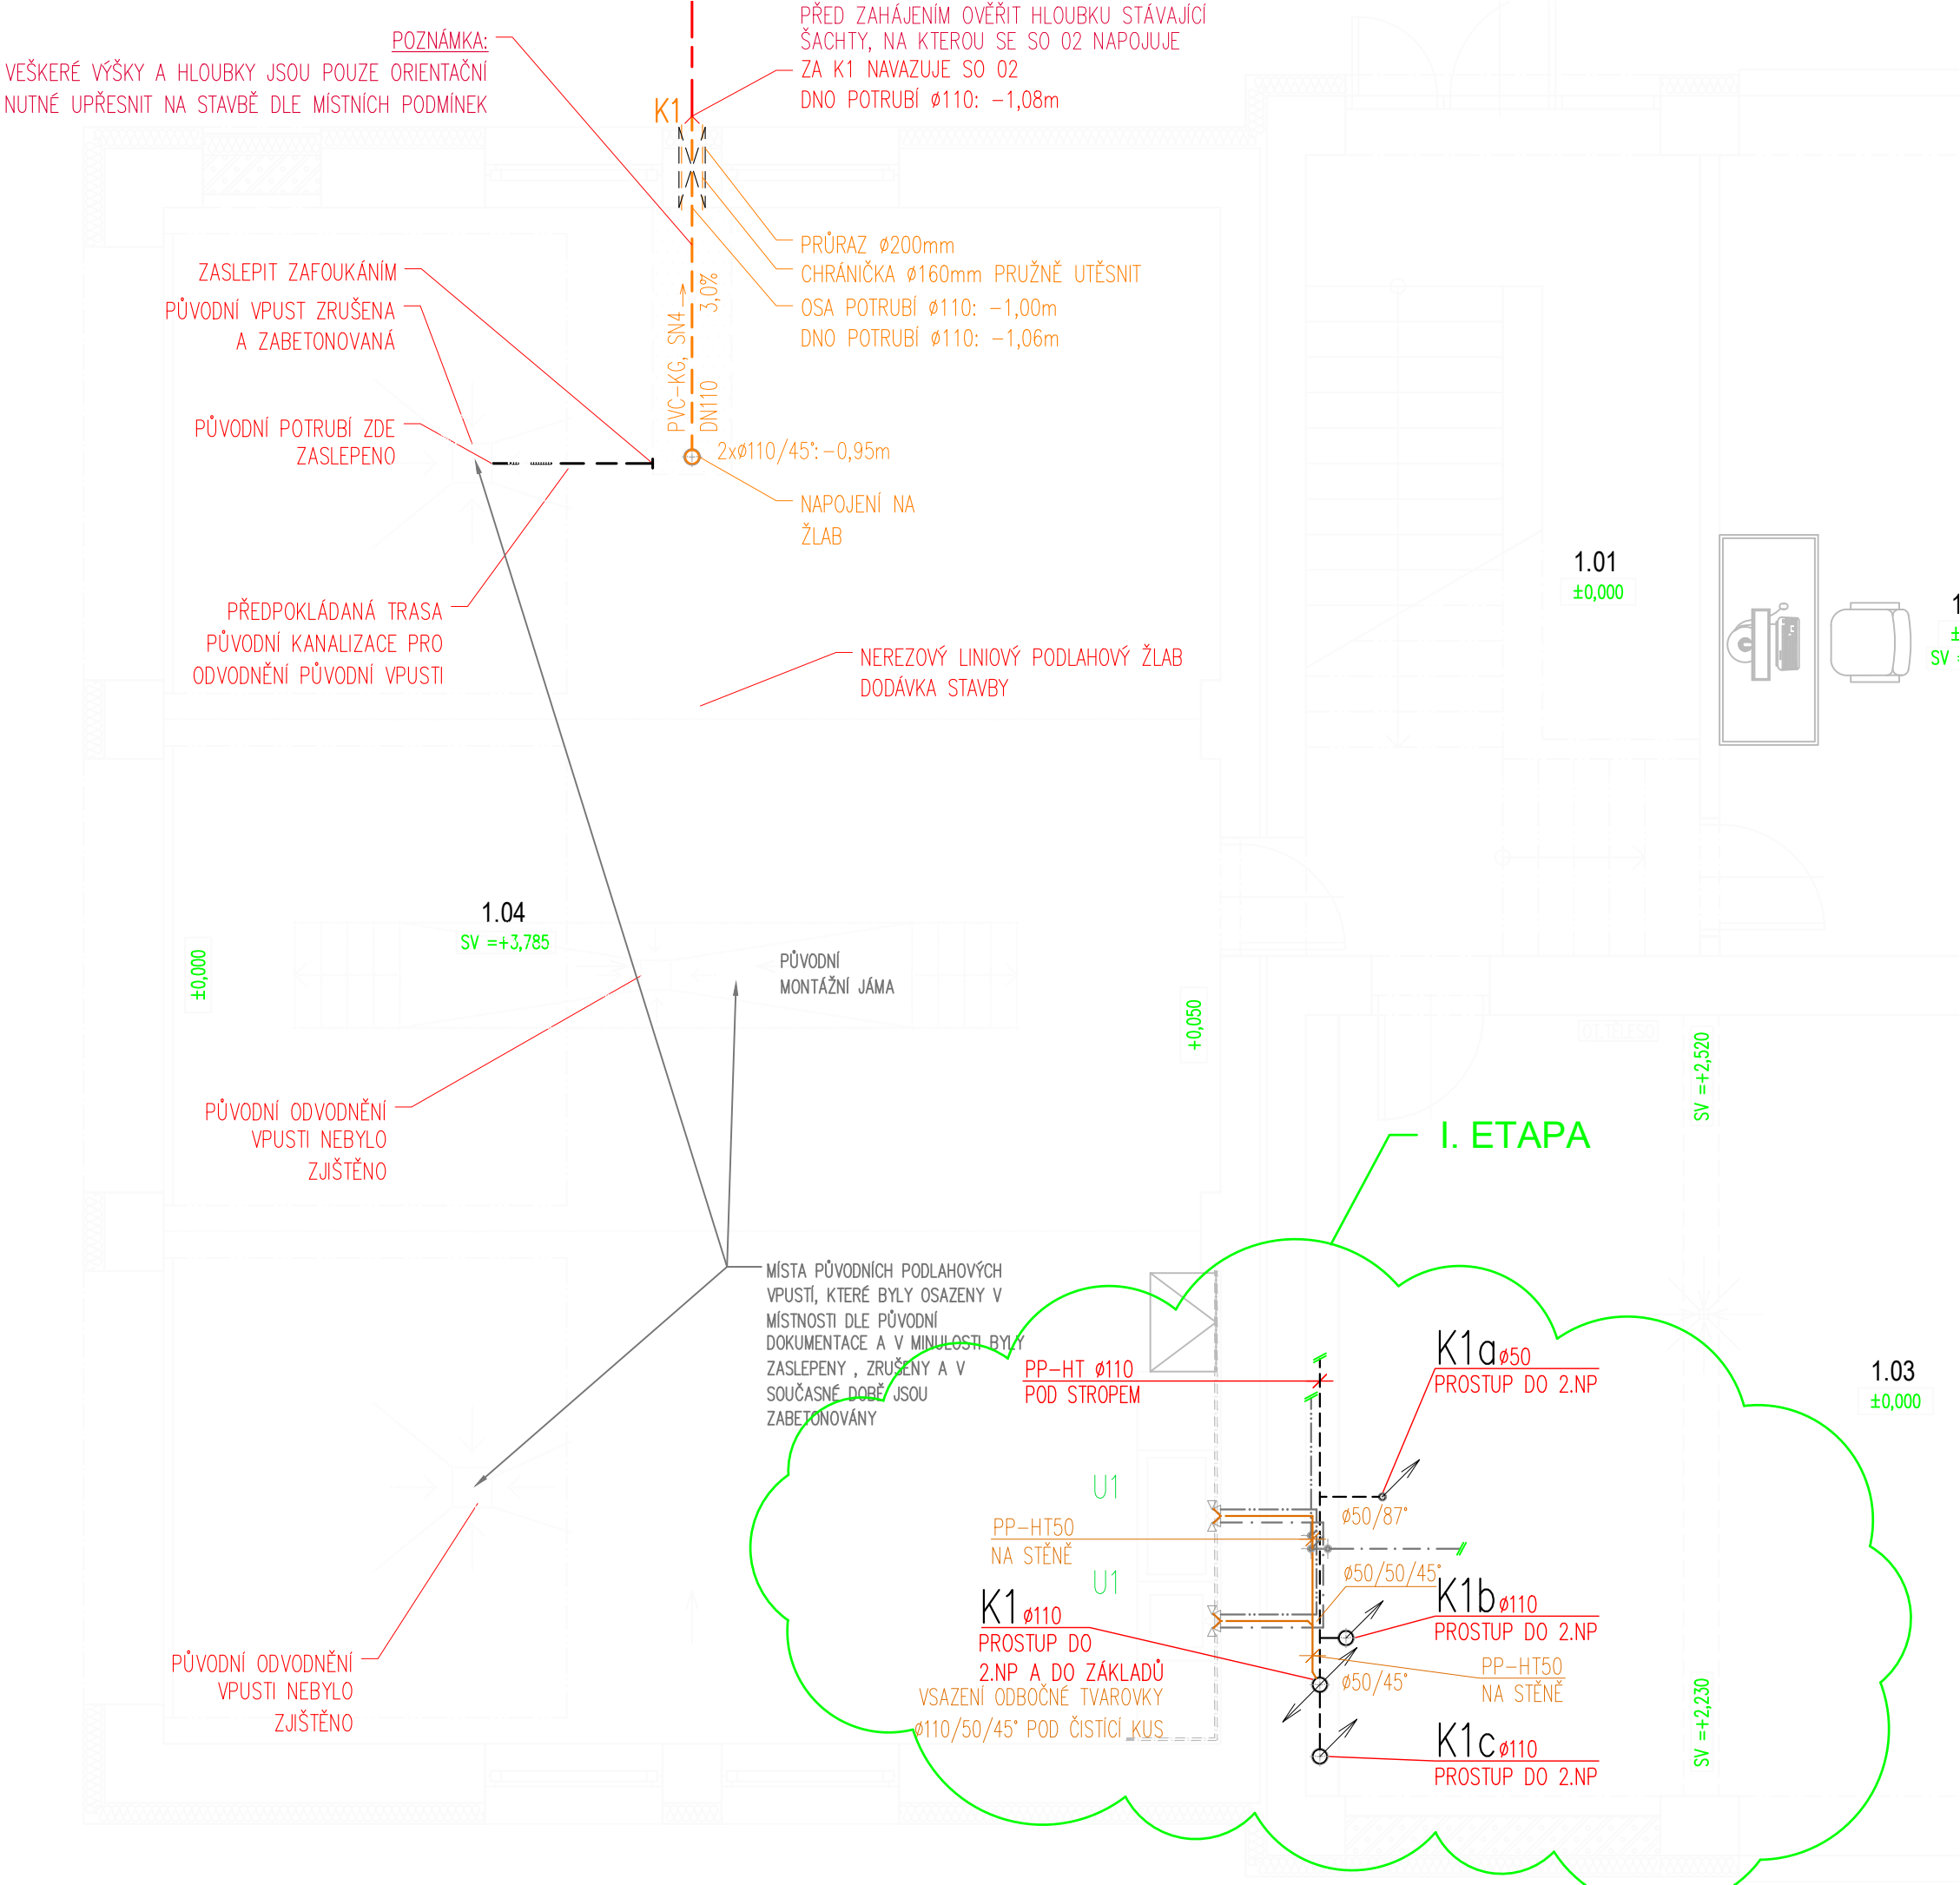 PŘED ZAHÁJENÍM OVĚŘIT HLOUBKU STÁVAJÍCÍ
ŠACHTY, NA KTEROU SE SO 02 NAPOJUJE
ZA K1 NAVAZUJE SO 02
DNO POTRUBÍ ø110: -1,08m
POZNÁMKA:
VEŠKERÉ VÝŠKY A HLOUBKY JSOU POUZE ORIENTAČNÍ
NUTNÉ UPŘESNIT NA STAVBĚ DLE MÍSTNÍCH PODMÍNEK
K1
PRŮRAZ ø200mm
CHRÁNIČKA ø160mm PRUŽNĚ UTĚSNIT
OSA POTRUBÍ ø110: -1,00m
DNO POTRUBÍ ø110: -1,06m
ZASLEPIT ZAFOUKÁNÍM
PŮVODNÍ VPUST ZRUŠENA
A ZABETONOVANÁ
PVC-KG, SN4
3,0%
DN110
PŮVODNÍ POTRUBÍ ZDE
ZASLEPENO
2xø110/45°:-0,95m
NAPOJENÍ NA
ŽLAB
PŘEDPOKLÁDANÁ TRASA
PŮVODNÍ KANALIZACE PRO
ODVODNĚNÍ PŮVODNÍ VPUSTI
NEREZOVÝ LINIOVÝ PODLAHOVÝ ŽLAB
DODÁVKA STAVBY
1.01
±0,000
1
±
SV =
1.04
SV =+3,785
±0,000
PŮVODNÍ
MONTÁŽNÍ JÁMA
+0,050
SV =+2,520
PŮVODNÍ ODVODNĚNÍ
VPUSTI NEBYLO
ZJIŠTĚNO
I. ETAPA
MÍSTA PŮVODNÍCH PODLAHOVÝCH
VPUSTÍ, KTERÉ BYLY OSAZENY V
MÍSTNOSTI DLE PŮVODNÍ
DOKUMENTACE A V MINULOSTI BYLY
ZASLEPENY , ZRUŠENY A V
SOUČASNÉ DOBĚ JSOU
ZABETONOVÁNY
PP-HT ø110
POD STROPEM
K1a ø50
PROSTUP DO 2.NP
1.03
±0,000
U1
PP-HT50
NA STĚNĚ
ø50/87°
U1
ø50/50/45°
K1 ø110
PROSTUP DO
2.NP A DO ZÁKLADŮ
VSAZENÍ ODBOČNÉ TVAROVKY
ø110/50/45° POD ČISTÍCÍ KUS
K1b ø110
PROSTUP DO 2.NP
PP-HT50
NA STĚNĚ
ø50/45°
K1c ø110
PROSTUP DO 2.NP
SV =+2,230
PŮVODNÍ ODVODNĚNÍ
VPUSTI NEBYLO
ZJIŠTĚNO